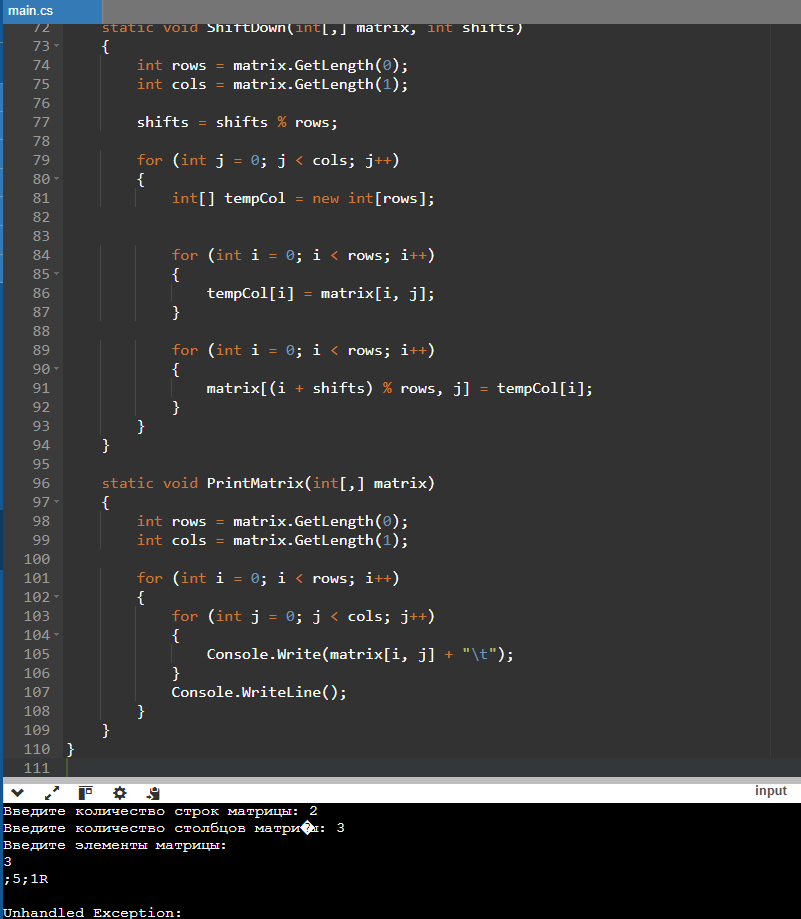 main.cs
72 static void ShiftDown(int[,] matrix, int shifts)
73 {
74 int rows = matrix.GetLength(0);
75 int cols = matrix.GetLength(1);
76
77 shifts = shifts % rows;
78
79 for (int j = 0; j < cols; j++)
80 {
81 int[] tempCol = new int[rows];
82
83
84 for (int i = 0; i < rows; i++)
85 {
86 tempCol[i] = matrix[i, j];
87 }
88
89 for (int i = 0; i < rows; i++)
90 {
91 matrix[(i + shifts) % rows, j] = tempCol[i];
92 }
93 }
94 }
95
96 static void PrintMatrix(int[,] matrix)
97 {
98 int rows = matrix.GetLength(0);
99 int cols = matrix.GetLength(1);
100
101 for (int i = 0; i < rows; i++)
102 {
103 for (int j = 0; j < cols; j++)
104 {
105 Console.Write(matrix[i, j] + "\t");
106 }
107 Console.WriteLine();
108 }
109 }
110 }
111
input
Введите количество строк матрицы: 2
Введите количество столбцов матри�ы: 3
Введите элементы матрицы:
3
;5;1R
Unhandled Exception: